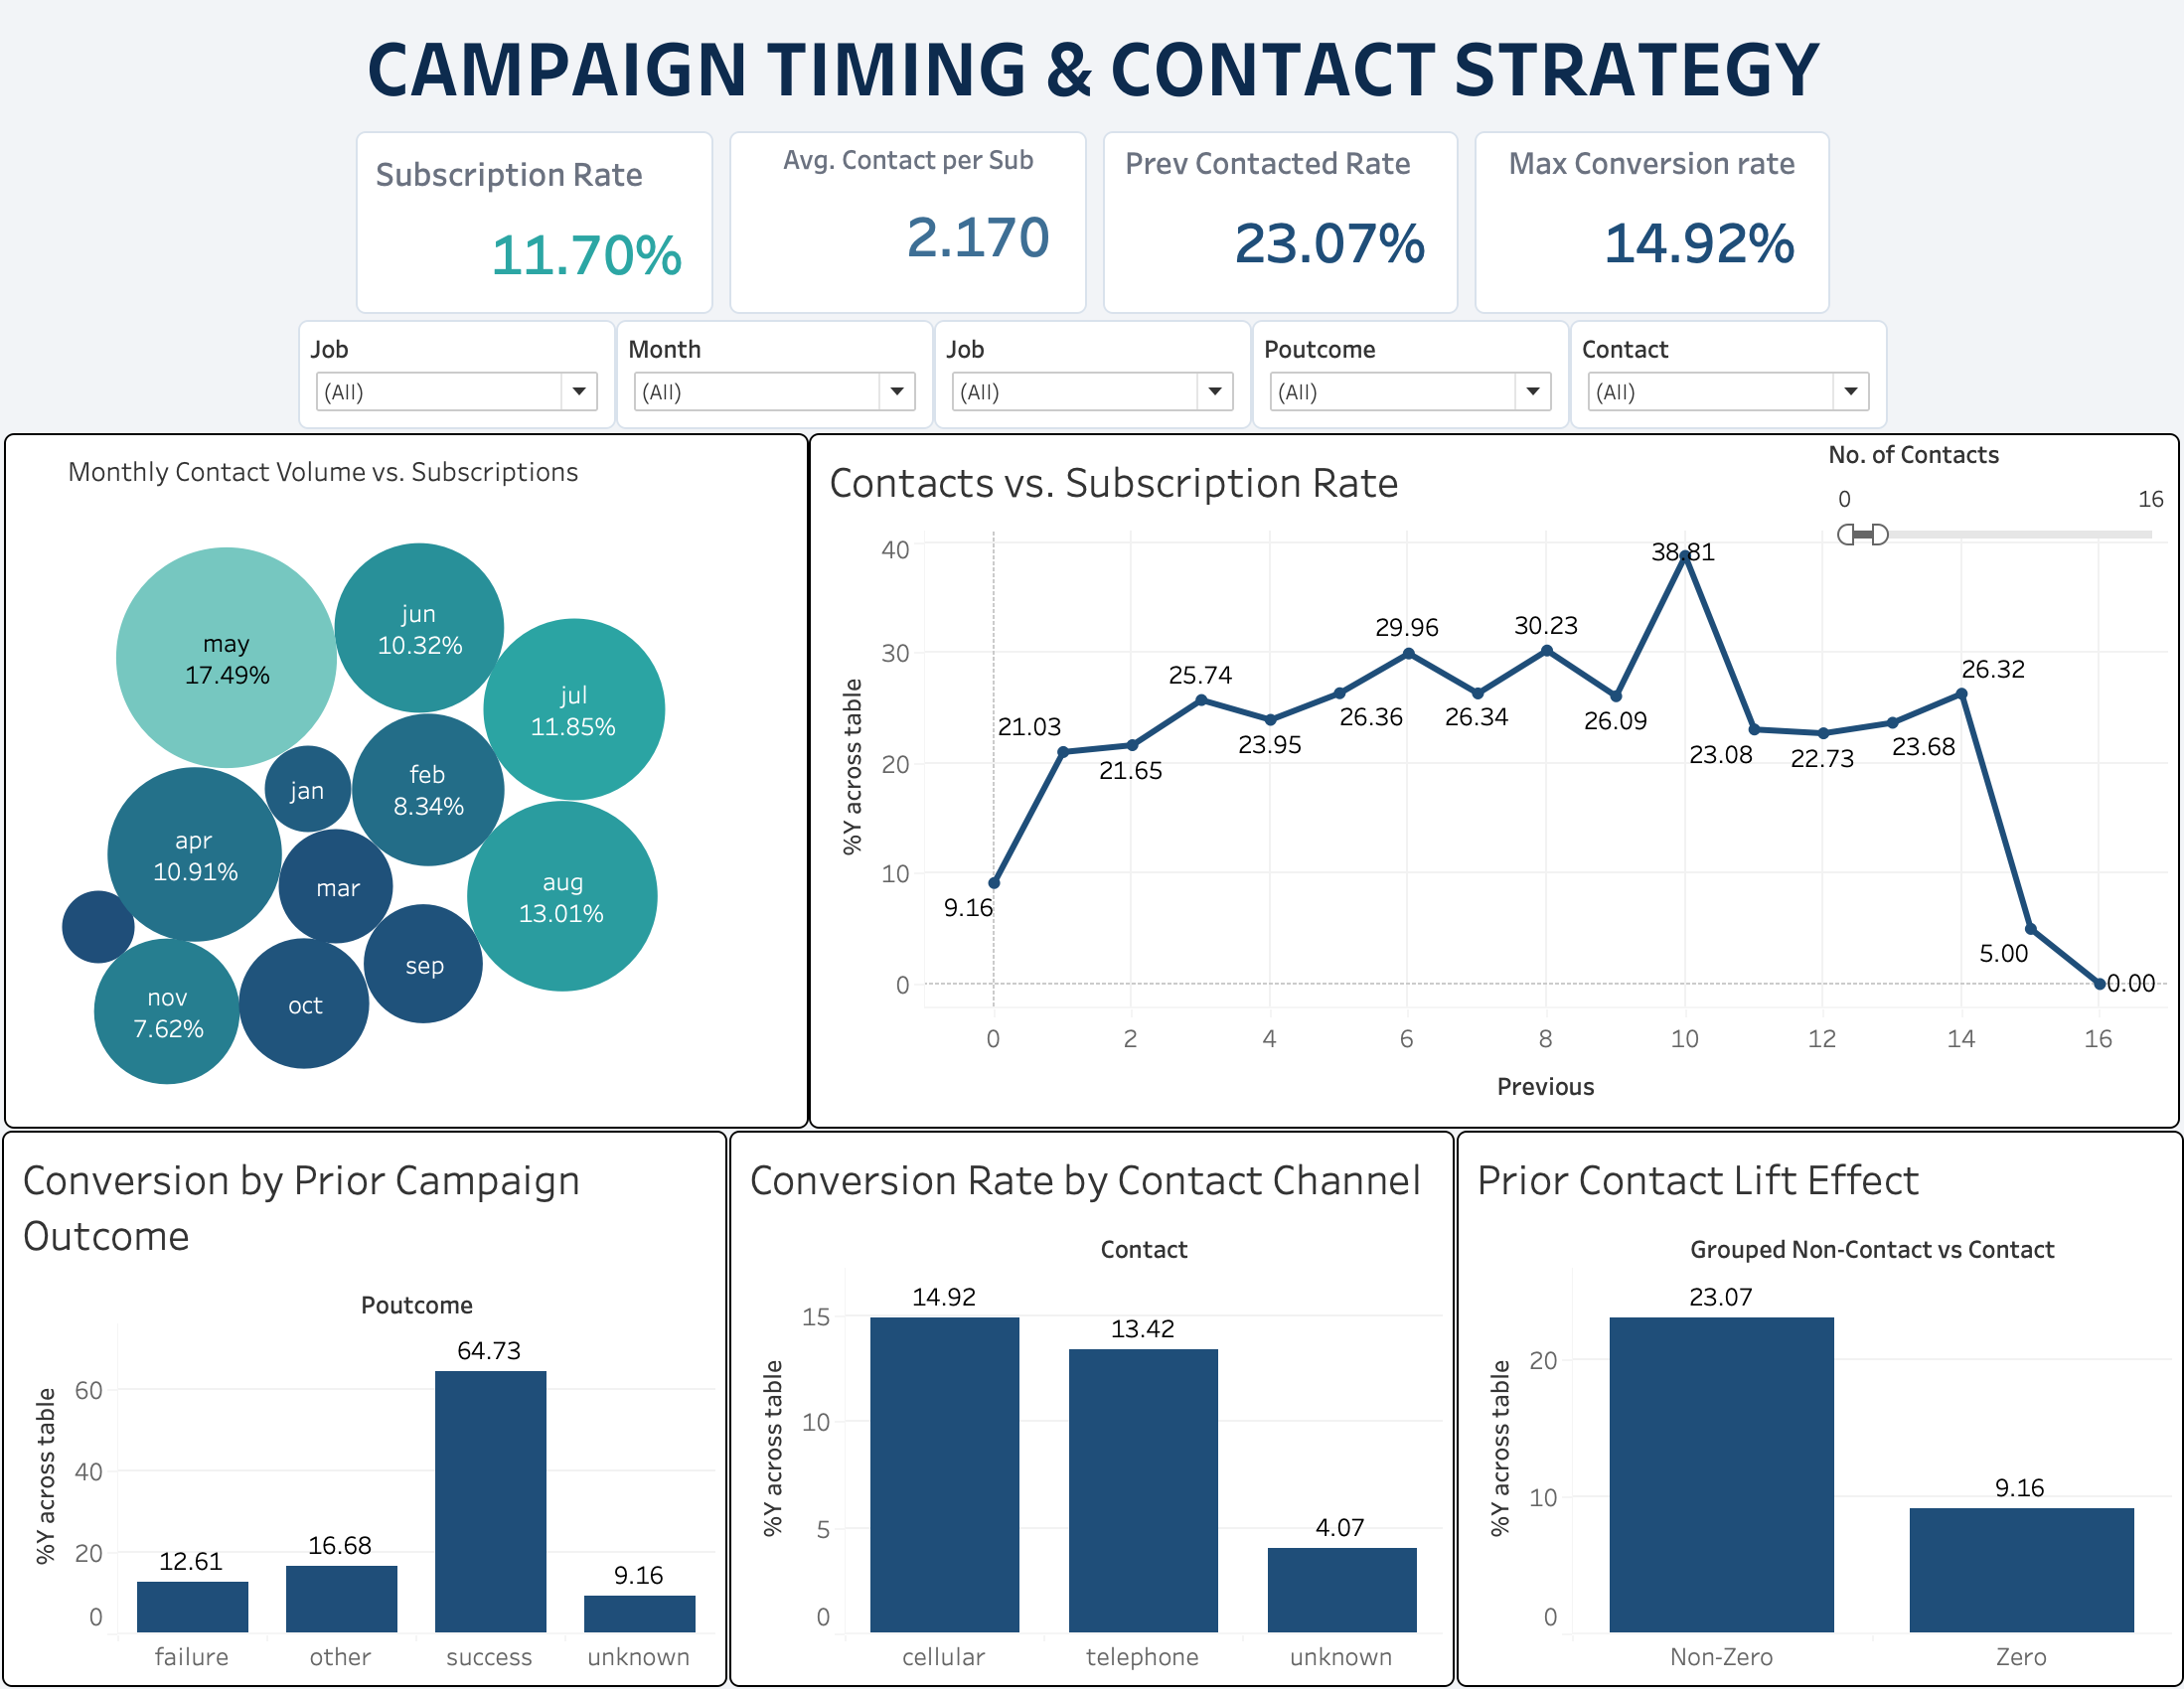 CAMPAIGN TIMING & CONTACT STRATEGY
Subscription Rate
11.70%
Avg. Contact per Sub
2.170
Prev Contacted Rate
23.07%
Max Conversion rate
14.92%
Job
(All)
Month
(All)
Job
(All)
Poutcome
(All)
Contact
(All)
Monthly Contact Volume vs. Subscriptions
may
17.49%
jun
10.32%
jul
11.85%
jan
feb
8.34%
apr
10.91%
mar
aug
13.01%
sep
nov
7.62%
oct
Contacts vs. Subscription Rate
No. of Contacts
0
16
%Y across table
40
30
20
10
0
9.16
21.03
21.65
25.74
23.95
26.36
29.96
26.34
30.23
26.09
38.81
23.08
22.73
23.68
26.32
5.00
0.00
0
2
4
6
8
10
12
14
16
Previous
Conversion by Prior Campaign
Outcome
Poutcome
%Y across table
60
40
20
0
12.61
16.68
64.73
9.16
failure
other
success
unknown
Conversion Rate by Contact Channel
Contact
%Y across table
15
10
5
0
14.92
13.42
4.07
cellular
telephone
unknown
Prior Contact Lift Effect
Grouped Non-Contact vs Contact
%Y across table
20
10
0
23.07
9.16
Non-Zero
Zero